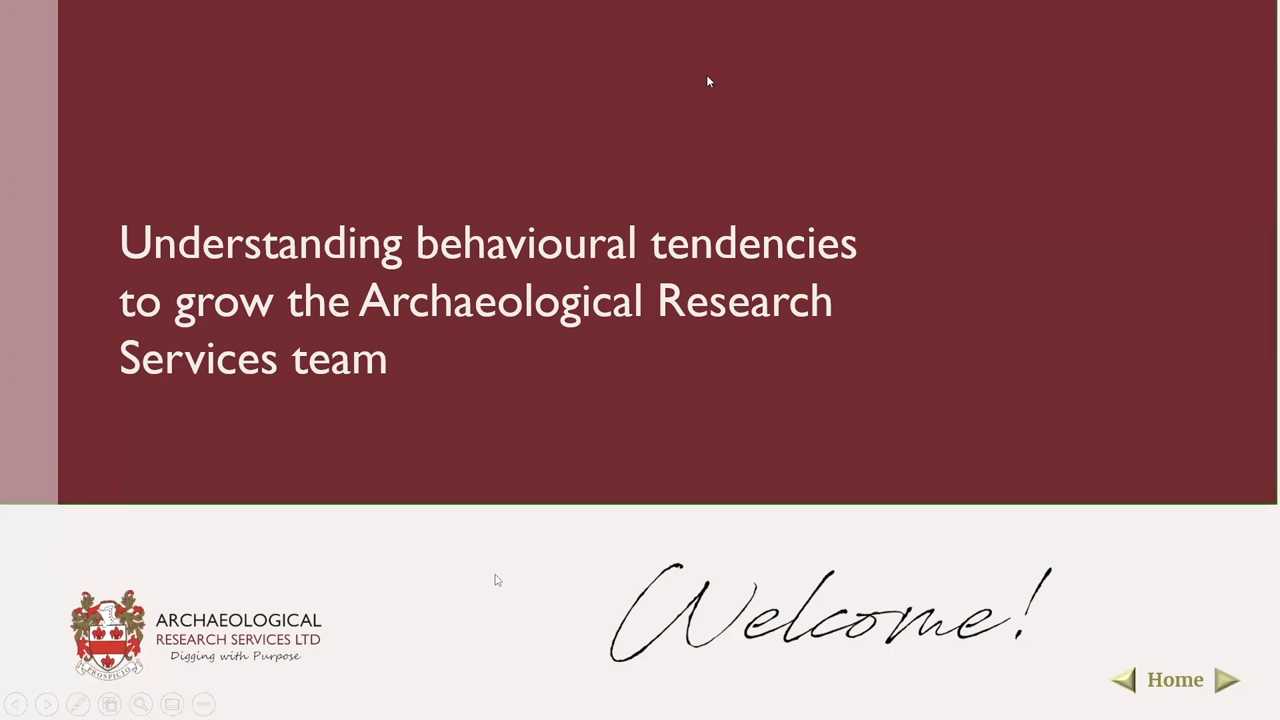 Understanding behavioural tendencies
to grow the Archaeological Research
Services team
Welcome!
ARCHAEOLOGICAL
RESEARCH SERVICES LTD
Digging with Purpose
PROSPICIO
Home